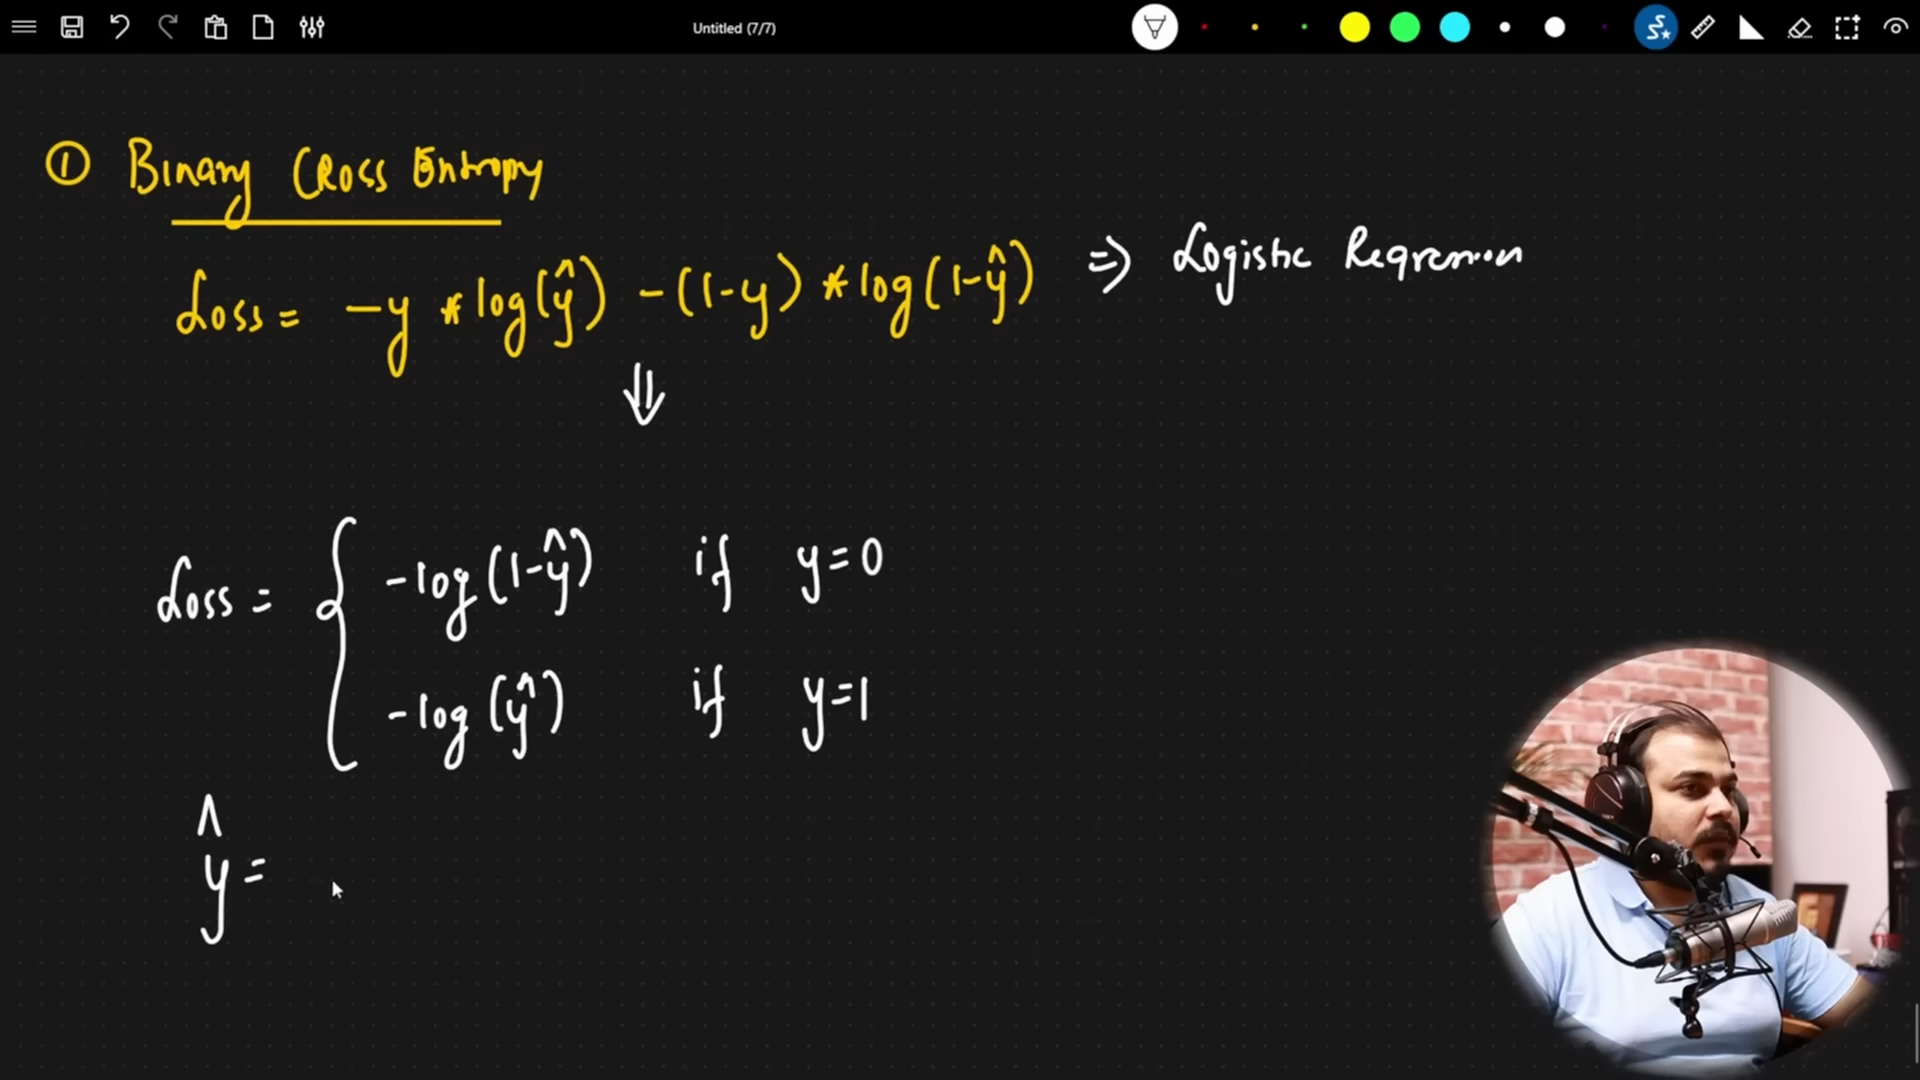 Untitled (7/7)
① Binary Cross Entropy
Loss = -y * log(ŷ) - (1-y) * log(1-ŷ) ⇒ Logistic Regression
⇓
Loss = { -log(1-ŷ) if y=0
-log(ŷ) if y=1
ŷ =